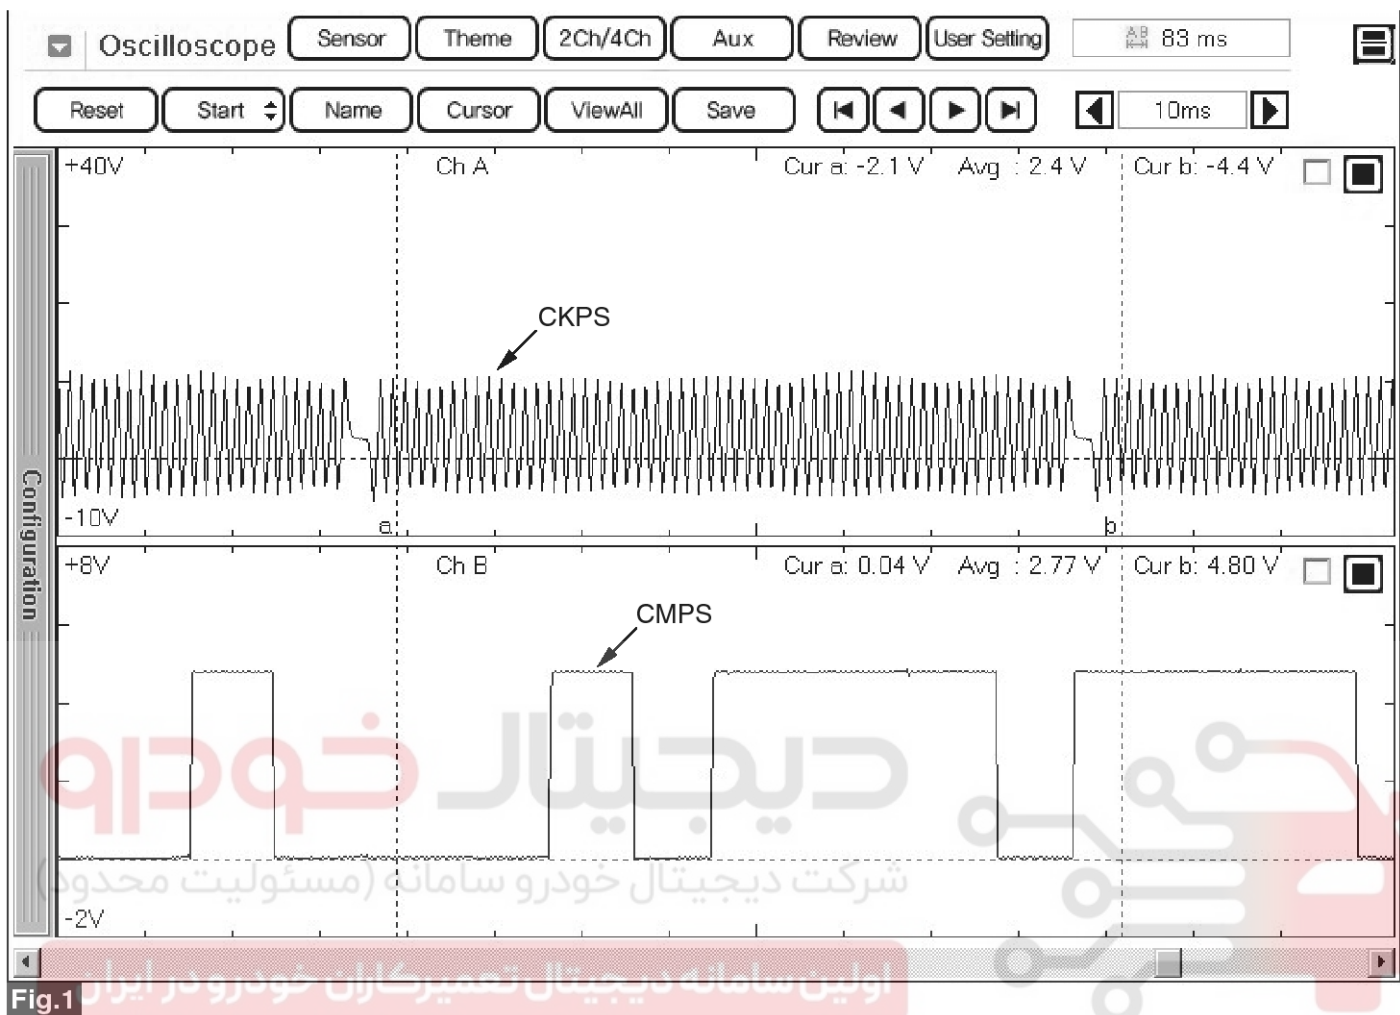 Oscilloscope Sensor Theme 2Ch/4Ch Aux Review User Setting AB 83 ms
Reset Start Name Cursor ViewAll Save 10ms
+40V Ch A Cur a: -2.1 V Avg : 2.4 V Cur b: -4.4 V
CKPS
-10V a b
Configuration
+8V Ch B Cur a: 0.04 V Avg : 2.77 V Cur b: 4.80 V
CMPS
دیجیتال خودرو
شرکت دیجیتال خودرو سامانه (مسئولیت محدود)
-2V
اولین سامانه دیجیتال تعمیرکاران خودرو در ایران
Fig.1